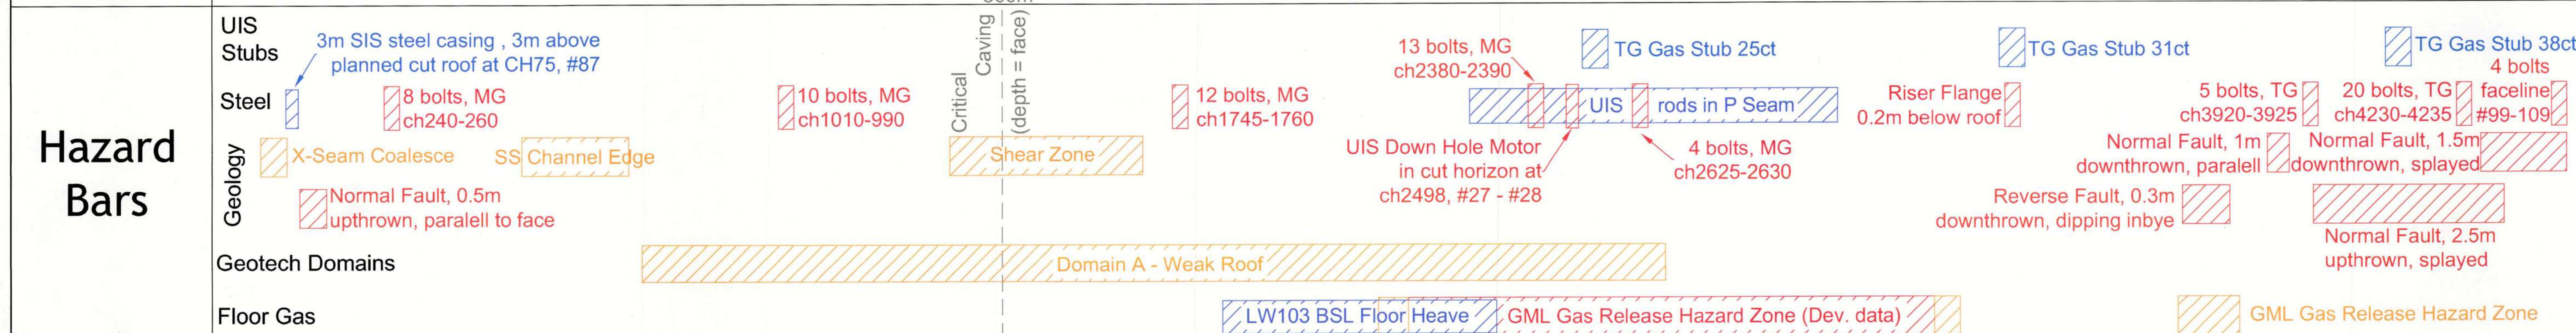 Hazard
Bars
UIS
Stubs
3m SIS steel casing , 3m above
planned cut roof at CH75, #87
Critical
Caving
(depth = face)
13 bolts, MG
ch2380-2390
TG Gas Stub 25ct
TG Gas Stub 31ct
TG Gas Stub 38ct
Steel
8 bolts, MG
ch240-260
10 bolts, MG
ch1010-990
12 bolts, MG
ch1745-1760
UIS rods in P Seam
Riser Flange
0.2m below roof
5 bolts, TG
ch3920-3925
20 bolts, TG
ch4230-4235
4 bolts
faceline
#99-109
UIS Down Hole Motor
in cut horizon at
ch2498, #27 - #28
4 bolts, MG
ch2625-2630
Geology
X-Seam Coalesce
SS Channel Edge
Shear Zone
Normal Fault, 1m
downthrown, paralell
Normal Fault, 1.5m
downthrown, splayed
Normal Fault, 0.5m
upthrown, paralell to face
Reverse Fault, 0.3m
downthrown, dipping inbye
Normal Fault, 2.5m
upthrown, splayed
Geotech Domains
Domain A - Weak Roof
Floor Gas
LW103 BSL Floor Heave
GML Gas Release Hazard Zone (Dev. data)
GML Gas Release Hazard Zone